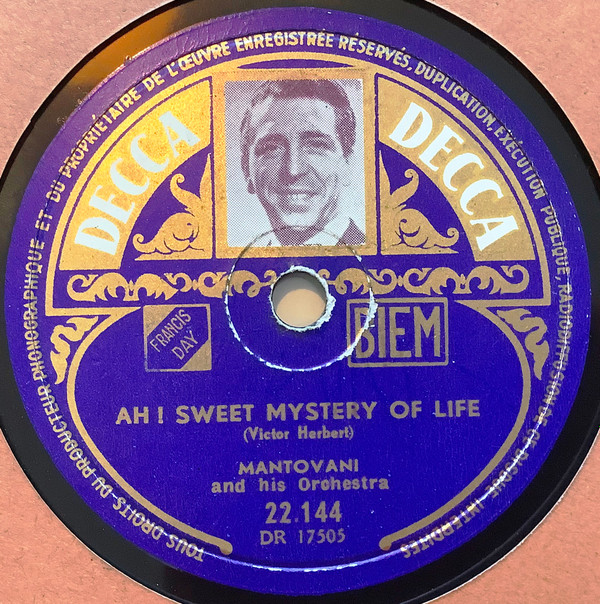 TOUS DROITS DU PRODUCTEUR PHONOGRAPHIQUE ET DU PROPRIÉTAIRE DE L'ŒUVRE ENREGISTRÉE RÉSERVÉS, DUPLICATION, EXÉCUTION PUBLIQUE, RADIODIFFUSION DE CE DISQUE INTERDITES
DECCA
DECCA
FRANCIS
DAY
BIEM
AH! SWEET MYSTERY OF LIFE
(Victor Herbert)
MANTOVANI
and his Orchestra
22.144
DR 17505